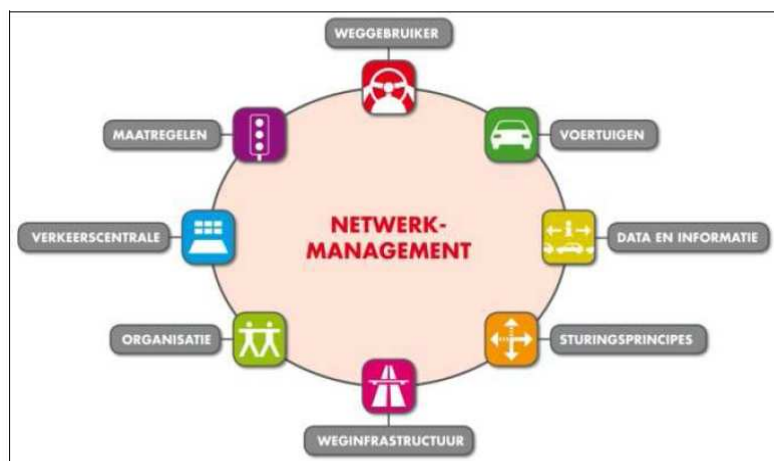 WEGGEBRUIKER
MAATREGELEN
VOERTUIGEN
NETWERK-
MANAGEMENT
VERKEERSCENTRALE
DATA EN INFORMATIE
ORGANISATIE
STURINGSPRINCIPES
WEGINFRASTRUCTUUR